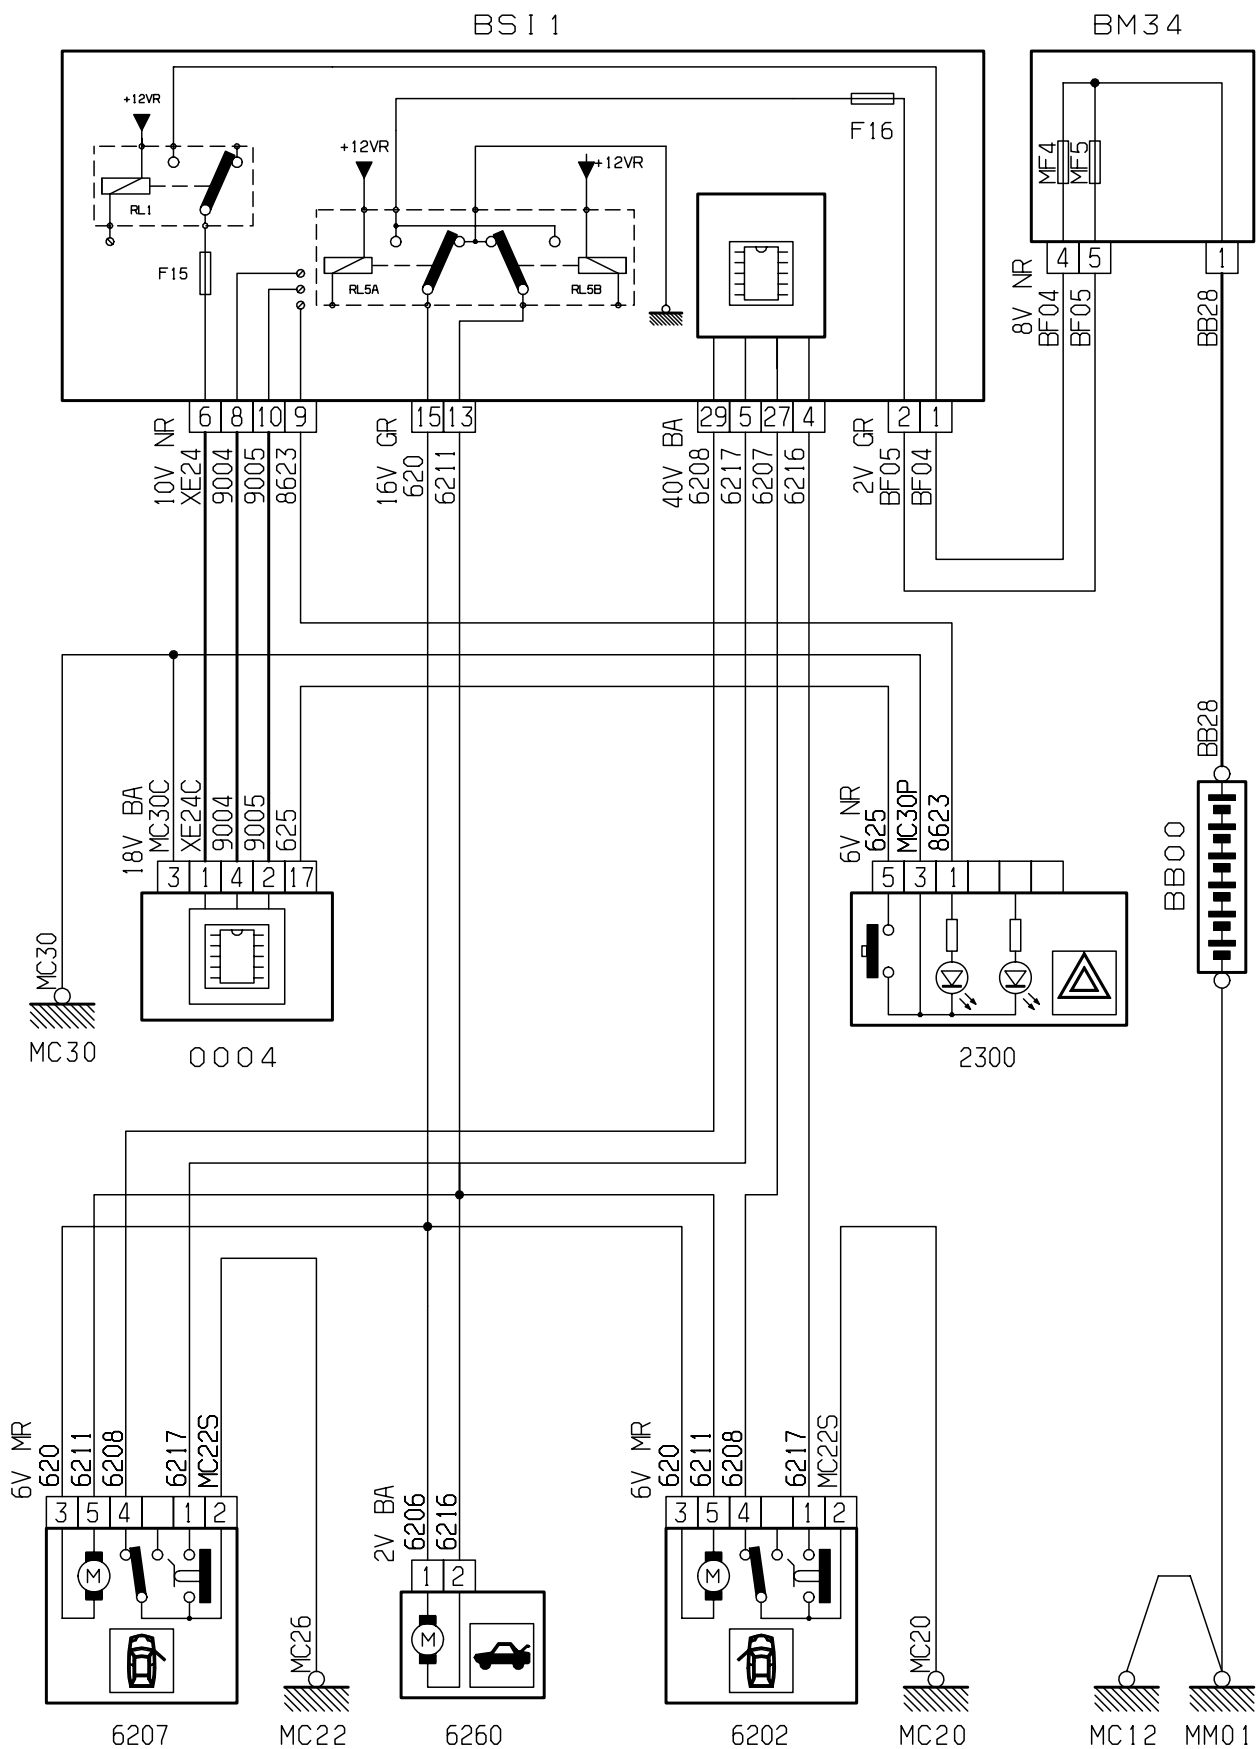 BSI1
BM34
+12VR
F16
+12VR
+12VR
MF4
MF5
RL1
F15
RL5A
RL5B
4 5 1
8V NR
BF04
BF05
BB28
6 8 10 9
15 13
29 5 27 4
2 1
10V NR
XE24
9004
9005
8623
16V GR
620
6211
40V BA
6208
6217
6207
6216
2V GR
BF05
BF04
BB28
18V BA
MC30C
XE24C
9004
9005
625
6V NR
625
MC30P
8623
3 1 4 2 17
5 3 1
BB00
MC30
MC30
0004
2300
6V MR
620
6211
6208
6217
MC22S
2V BA
6206
6216
6V MR
620
6211
6208
6217
MC22S
3 5 4 1 2
1 2
3 5 4 1 2
M
M
M
MC26
MC20
6207
MC22
6260
6202
MC20
MC12
MM01